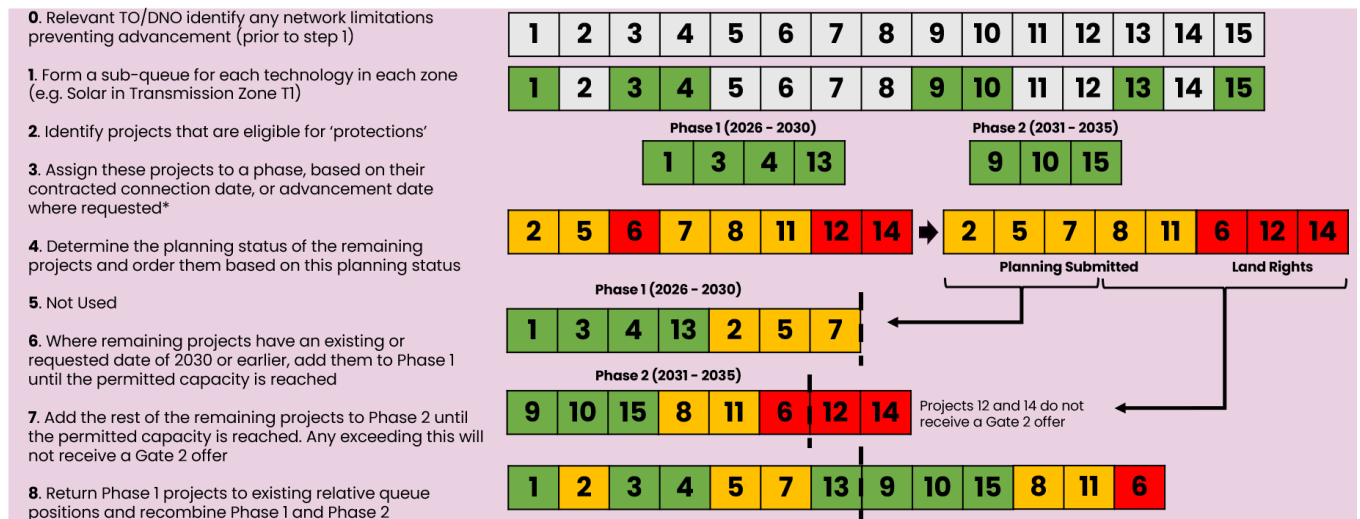 0. Relevant TO/DNO identify any network limitations
preventing advancement (prior to step 1)
1. Form a sub-queue for each technology in each zone
(e.g. Solar in Transmission Zone T1)
2. Identify projects that are eligible for ‘protections’
3. Assign these projects to a phase, based on their
contracted connection date, or advancement date
where requested*
4. Determine the planning status of the remaining
projects and order them based on this planning status
5. Not Used
6. Where remaining projects have an existing or
requested date of 2030 or earlier, add them to Phase 1
until the permitted capacity is reached
7. Add the rest of the remaining projects to Phase 2 until
the permitted capacity is reached. Any exceeding this will
not receive a Gate 2 offer
8. Return Phase 1 projects to existing relative queue
positions and recombine Phase 1 and Phase 2
1 2 3 4 5 6 7 8 9 10 11 12 13 14 15
1 2 3 4 5 6 7 8 9 10 11 12 13 14 15
Phase 1 (2026 - 2030) Phase 2 (2031 - 2035)
1 3 4 13 9 10 15
2 5 6 7 8 11 12 14 2 5 7 8 11 6 12 14
Planning Submitted Land Rights
Phase 1 (2026 - 2030)
1 3 4 13 2 5 7
Phase 2 (2031 - 2035)
9 10 15 8 11 6 12 14
Projects 12 and 14 do not
receive a Gate 2 offer
1 2 3 4 5 7 13 9 10 15 8 11 6